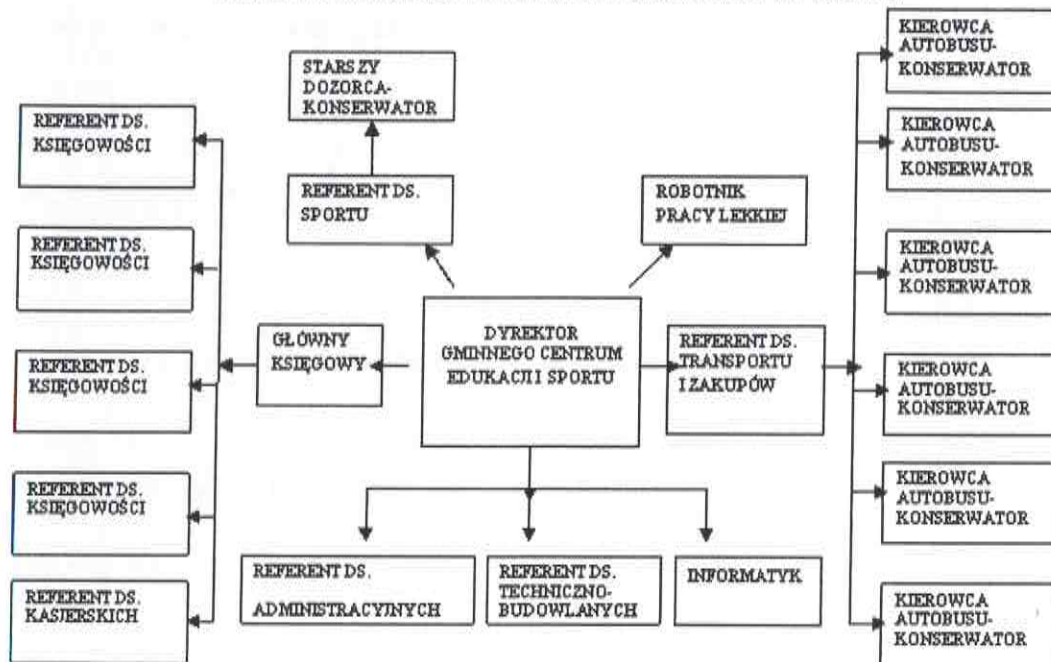 STARSZY
DOZORCA-
KONSERWATOR
REFERENT DS.
SPORTU
ROBOTNIK
PRACY LEKKIEJ
REFERENT DS.
KSIĘGOWOŚCI
REFERENT DS.
KSIĘGOWOŚCI
REFERENT DS.
KSIĘGOWOŚCI
REFERENT DS.
KSIĘGOWOŚCI
REFERENT DS.
KASJERSKICH
GŁÓWNY
KSIĘGOWY
DYREKTOR
GMINNEGO CENTRUM
EDUKACJI I SPORTU
REFERENT DS.
TRANSPORTU
I ZAKUPÓW
REFERENT DS.
ADMINISTRACYJNYCH
REFERENT DS.
TECHNICZNO-
BUDOWLANYCH
INFORMATYK
KIEROWCA
AUTOBUSU-
KONSERWATOR
KIEROWCA
AUTOBUSU-
KONSERWATOR
KIEROWCA
AUTOBUSU-
KONSERWATOR
KIEROWCA
AUTOBUSU-
KONSERWATOR
KIEROWCA
AUTOBUSU-
KONSERWATOR
KIEROWCA
AUTOBUSU-
KONSERWATOR